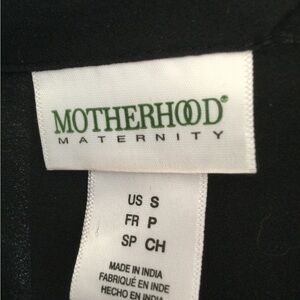 MOTHERHOOD®
MATERNITY
US S
FR P
SP CH
MADE IN INDIA
FABRIQUÉ EN INDE
HECHO EN INDIA